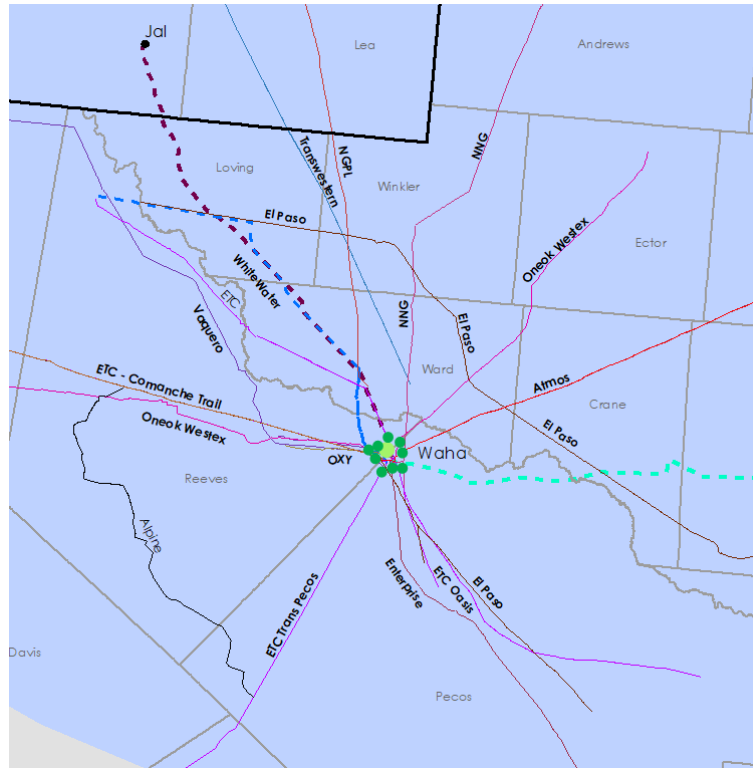 Jal
Lea
Andrews
Loving
Transwestern
NGPL
NNG
Winkler
El Paso
Oneok Westex
Ector
WhiteWater
ETC
Vaquero
NNG
El Paso
Ward
ETC - Comanche Trail
Atmos
Crane
Oneok Westex
El Paso
OXY
Waha
Reeves
Alpine
ETC Trans Pecos
Enterprise
ETC Oasis
El Paso
Davis
Pecos